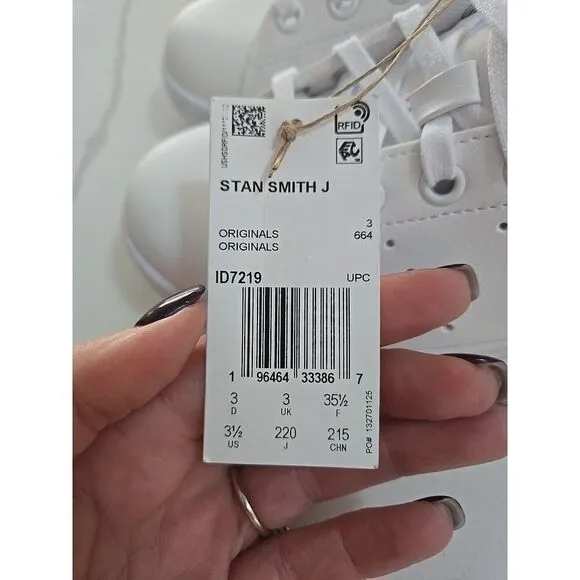 RFID
STAN SMITH J
3
ORIGINALS 664
ORIGINALS
ID7219 UPC
1 96464 33386 7
3 3 35½
D UK F
3½ 220 215
US J CHN
PO# 132701125